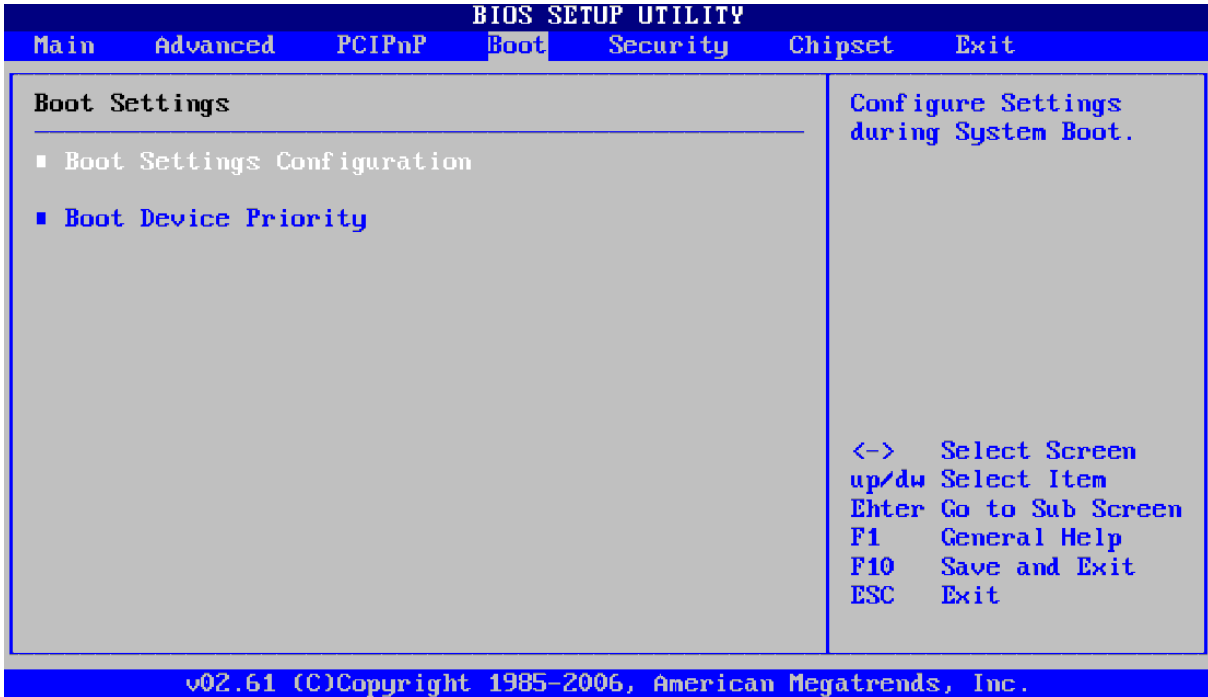 BIOS SETUP UTILITY
Main Advanced PCIPnP Boot Security Chipset Exit
Boot Settings
Boot Settings Configuration
Boot Device Priority
Configure Settings
during System Boot.
<-> Select Screen
up/dw Select Item
Ehter Go to Sub Screen
F1 General Help
F10 Save and Exit
ESC Exit
v02.61 (C)Copyright 1985-2006, American Megatrends, Inc.